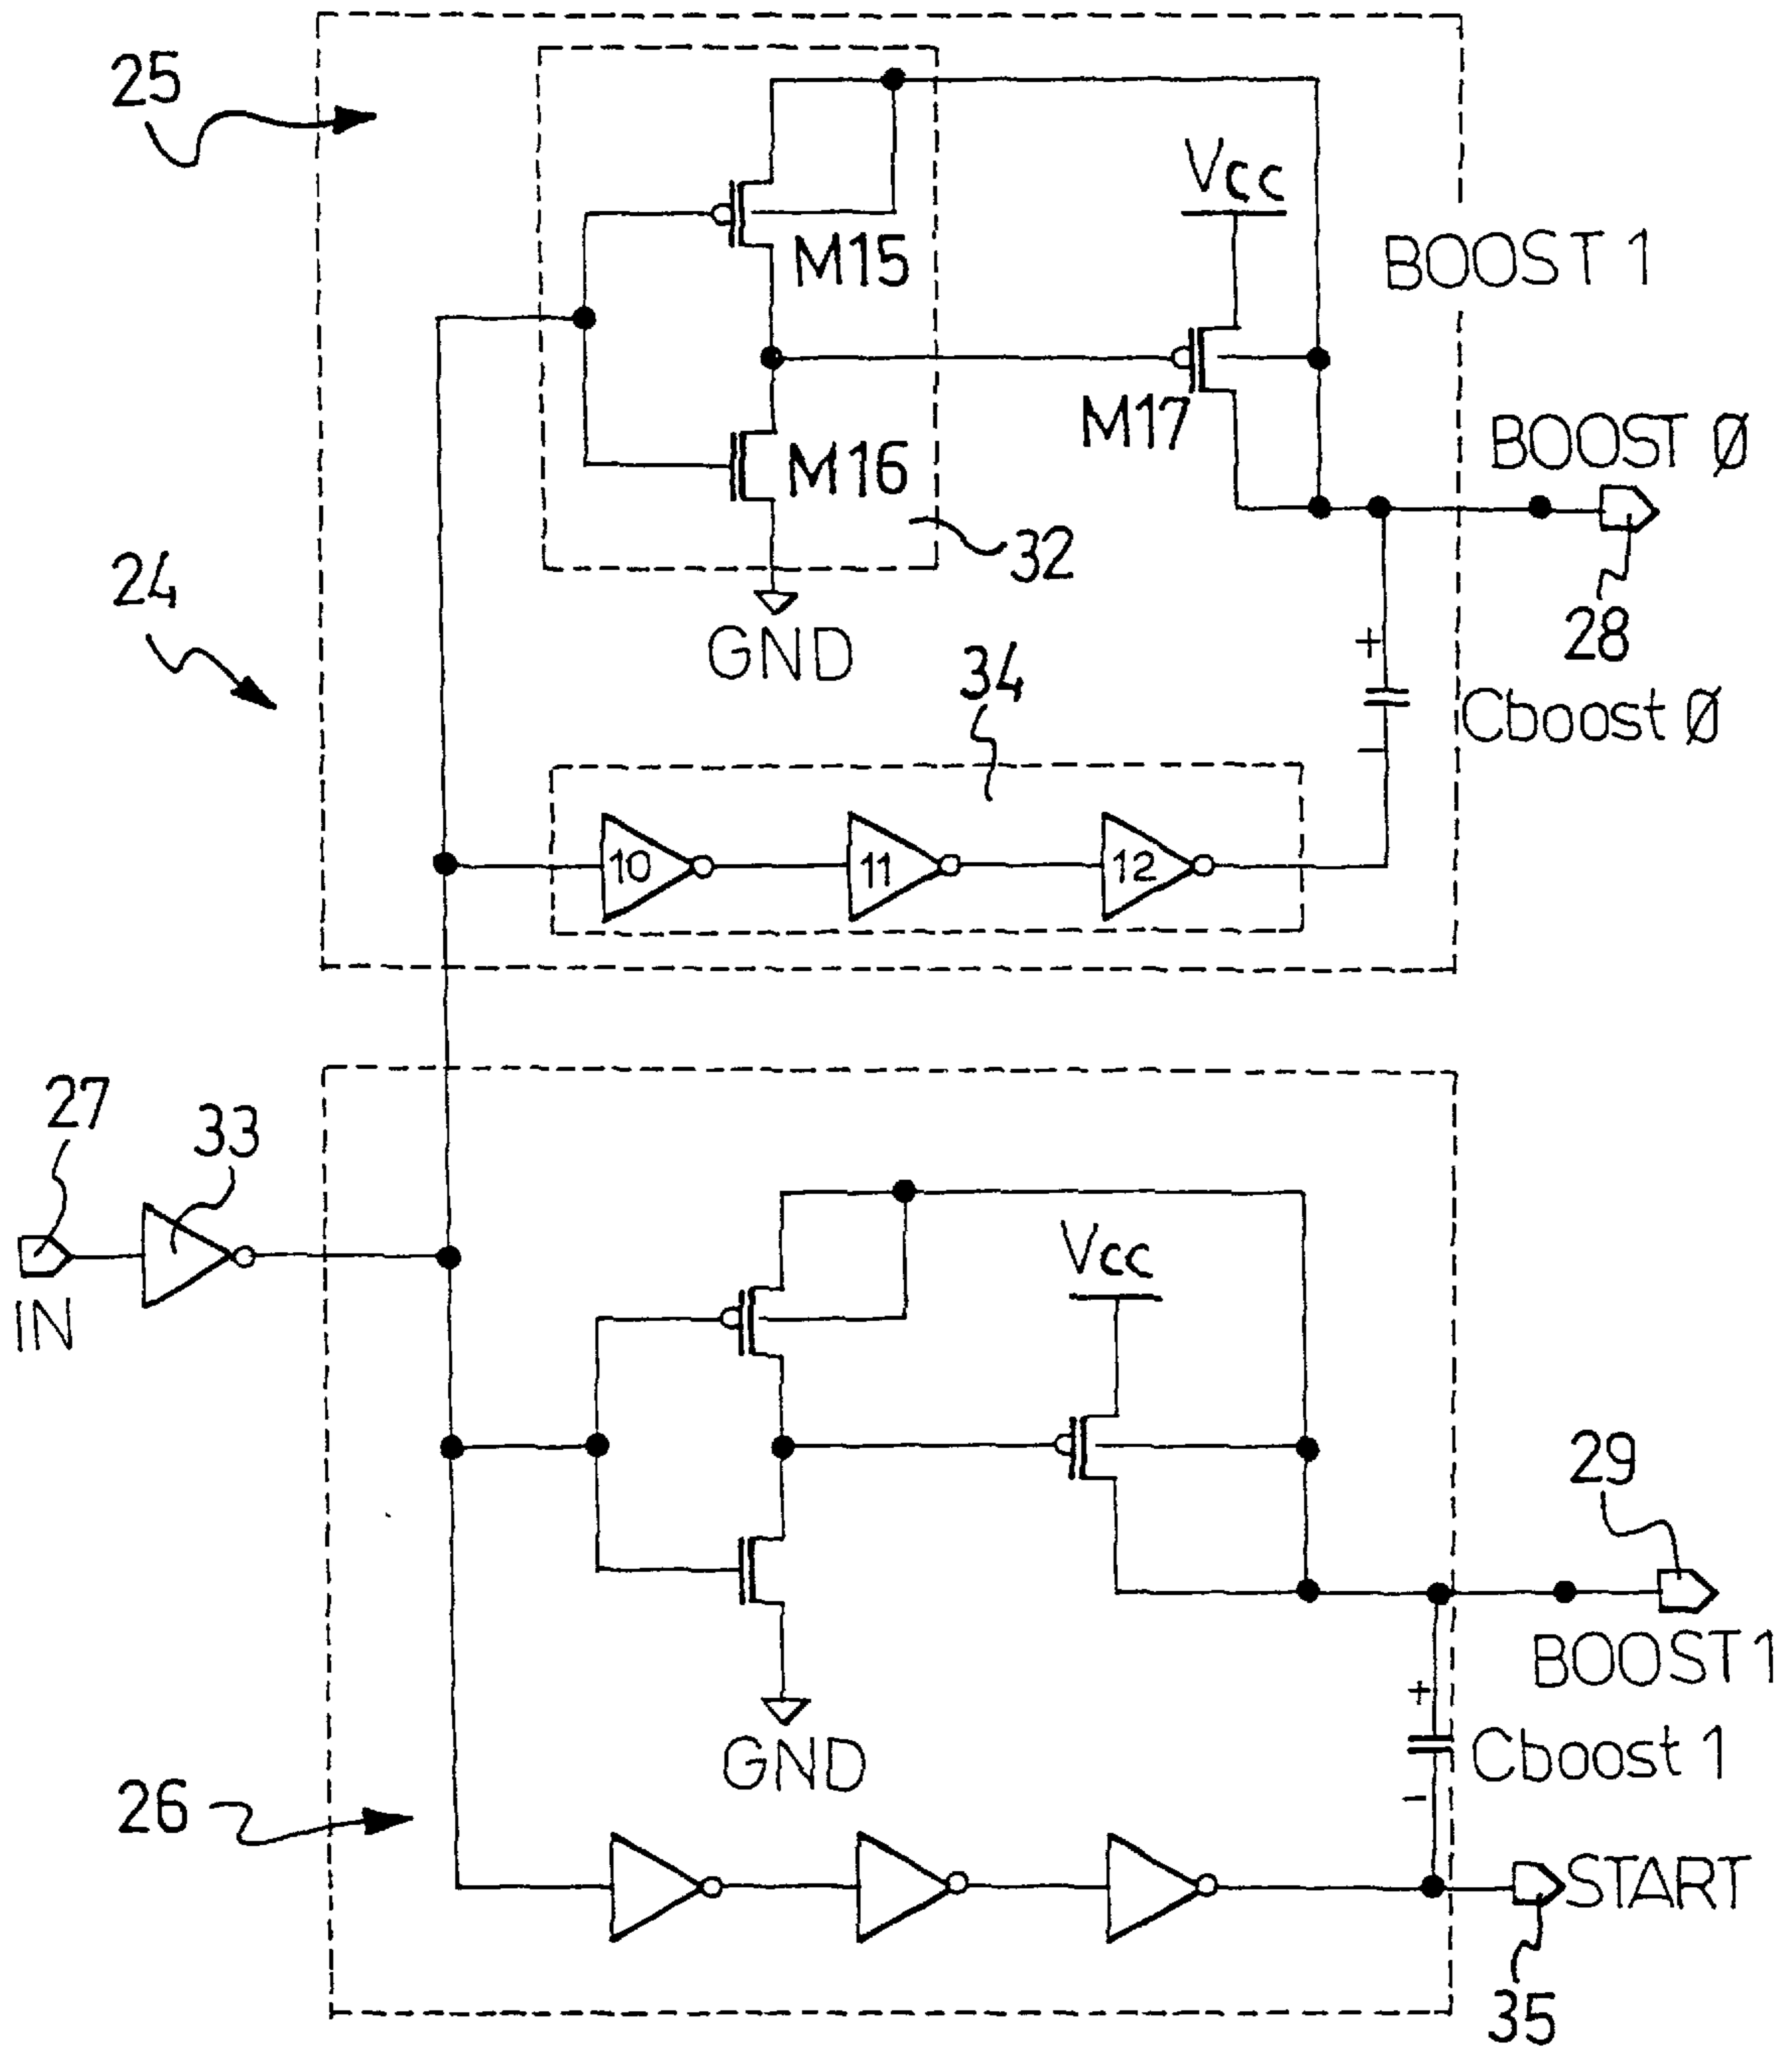 25
Vcc
M15
BOOST 1
M17
BOOST Ø
M16
32
24
28
GND
34
+
Cboost Ø
-
10
11
12
27
33
Vcc
IN
29
BOOST 1
+
GND
Cboost 1
26
-
START
35